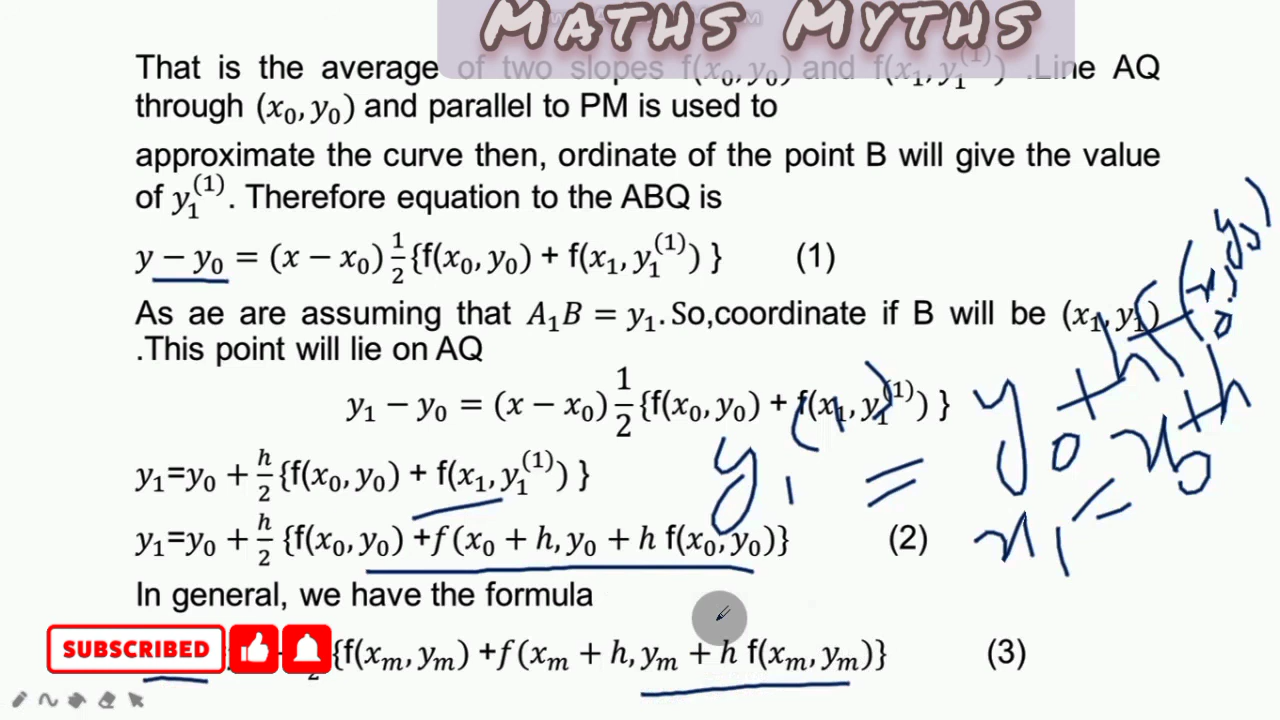 MATHS MYTHS
That is the average of two slopes f(x₀, y₀) and f(x₁, y₁⁽¹⁾) .Line AQ
through (x₀, y₀) and parallel to PM is used to
approximate the curve then, ordinate of the point B will give the value
of y₁⁽¹⁾. Therefore equation to the ABQ is
y − y₀ = (x − x₀) 1/2 {f(x₀, y₀) + f(x₁, y₁⁽¹⁾) } (1)
As ae are assuming that A₁B = y₁. So,coordinate if B will be (x₁, y₁)
.This point will lie on AQ
y₁ − y₀ = (x − x₀) 1/2 {f(x₀, y₀) + f(x₁, y₁⁽¹⁾) }
y₁=y₀ + h/2 {f(x₀, y₀) + f(x₁, y₁⁽¹⁾) }
y₁=y₀ + h/2 {f(x₀, y₀) +f (x₀ + h, y₀ + h f(x₀, y₀)} (2)
In general, we have the formula
{f(xₘ, yₘ) +f (xₘ + h, yₘ + h f(xₘ, yₘ)} (3)
SUBSCRIBED
y₁⁽¹⁾ = y₀ + hf(x₀, y₀)
x₁ = x₀ + h